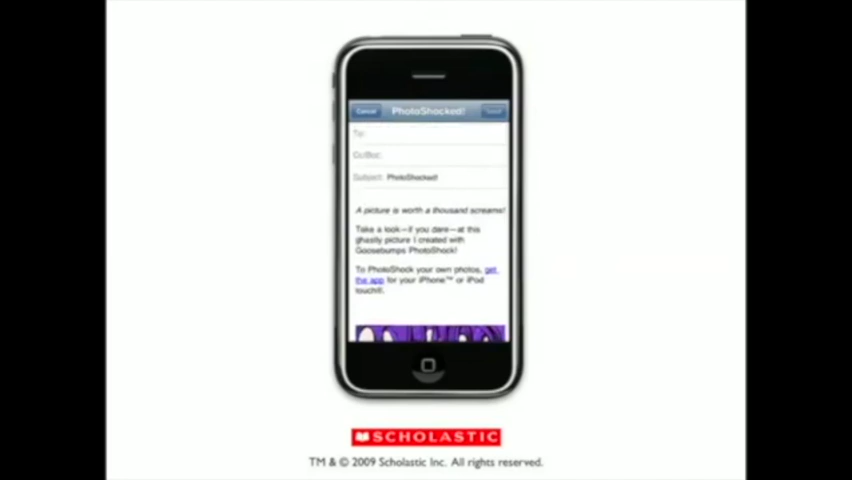 Cancel PhotoShocked! Send
To:
Cc/Bcc:
Subject: PhotoShocked!
A picture is worth a thousand screams!
Take a look—if you dare—at this
ghastly picture I created with
Goosebumps PhotoShock!
To PhotoShock your own photos, get
the app for your iPhone™ or iPod
touch®.
SCHOLASTIC
TM & © 2009 Scholastic Inc. All rights reserved.